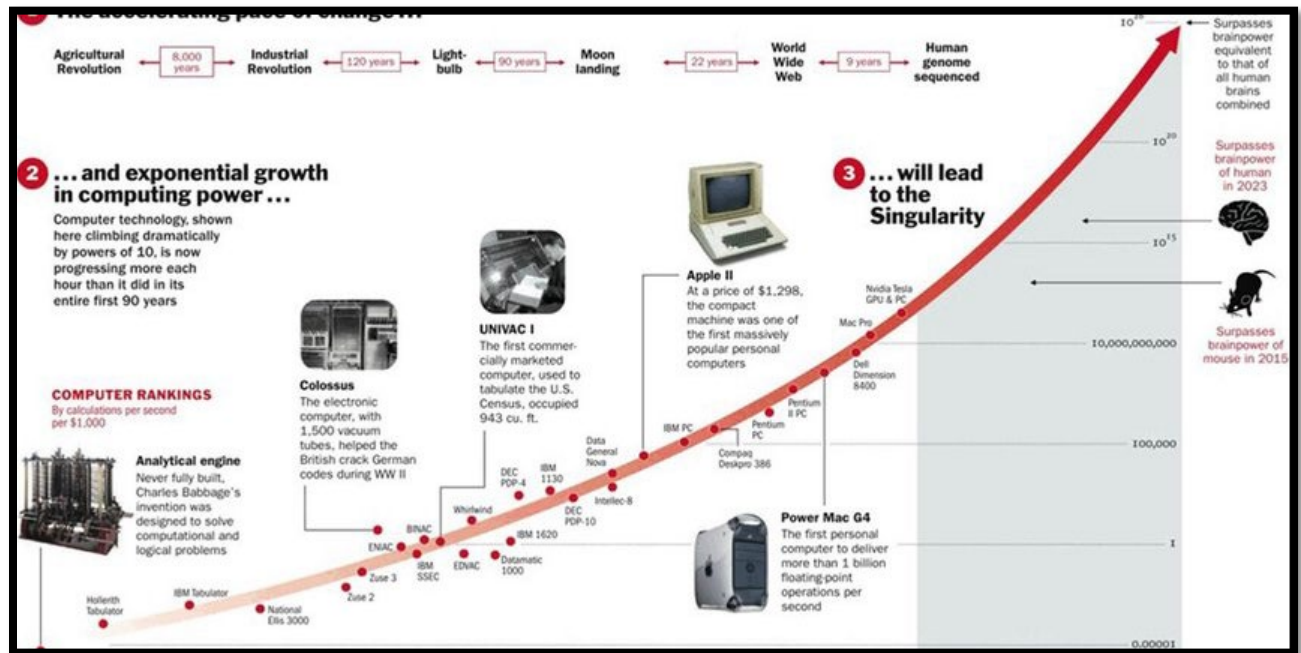 The accelerating pace of change...
Agricultural
Revolution
8,000
years
Industrial
Revolution
120 years
Light-
bulb
90 years
Moon
landing
22 years
World
Wide
Web
9 years
Human
genome
sequenced
2 ...and exponential growth
in computing power...
Computer technology, shown
here climbing dramatically
by powers of 10, is now
progressing more each
hour than it did in its
entire first 90 years
COMPUTER RANKINGS
By calculations per second
per $1,000
Analytical engine
Never fully built,
Charles Babbage's
invention was
designed to solve
computational and
logical problems
Colossus
The electronic
computer, with
1,500 vacuum
tubes, helped the
British crack German
codes during WW II
UNIVAC I
The first commer-
cially marketed
computer, used to
tabulate the U.S.
Census, occupied
943 cu. ft.
Apple II
At a price of $1,298,
the compact
machine was one of
the first massively
popular personal
computers
Power Mac G4
The first personal
computer to deliver
more than 1 billion
floating-point
operations per
second
3 ...will lead
to the
Singularity
Hollerith
Tabulator
IBM Tabulator
National
Ellis 3000
Zuse 2
Zuse 3
ENIAC
BINAC
IBM
SSEC
Whirlwind
EDVAC
Datamatic
1000
IBM 1620
DEC
PDP-4
IBM
1130
DEC
PDP-10
Data
General
Nova
Intellec-8
IBM PC
Compaq
Deskpro 386
Pentium
PC
Pentium
II PC
Dell
Dimension
8400
Mac Pro
Nvidia Tesla
GPU & PC
10²⁰
10¹⁵
10,000,000,000
100,000
1
0.00001
Surpasses
brainpower
equivalent
to that of
all human
brains
combined
Surpasses
brainpower
of human
in 2023
Surpasses
brainpower of
mouse in 2015